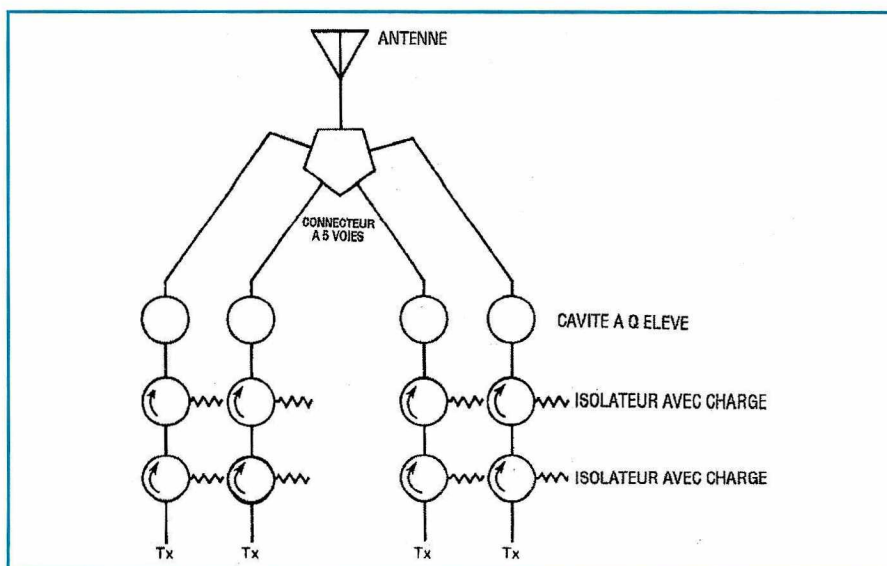 ANTENNE
CONNECTEUR
A 5 VOIES
CAVITE A Q ELEVE
ISOLATEUR AVEC CHARGE
ISOLATEUR AVEC CHARGE
Tx Tx Tx Tx